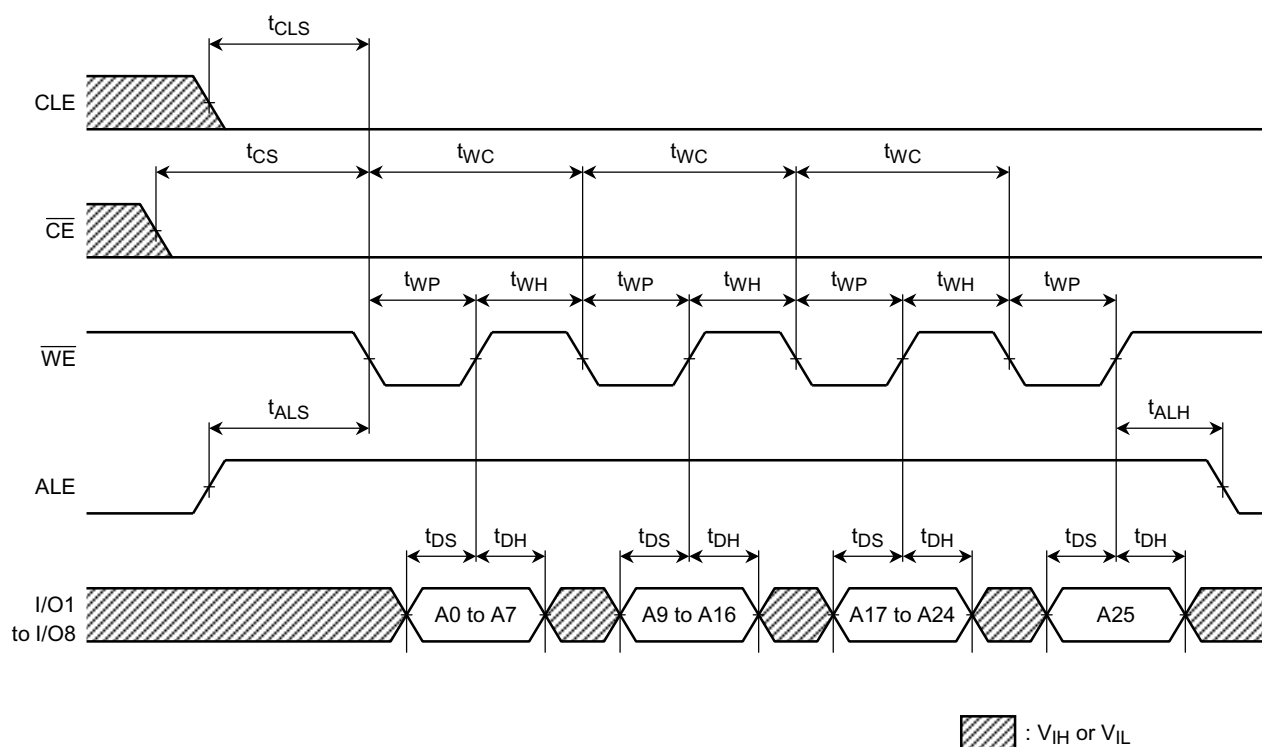 tCLS
CLE
tCS tWC tWC tWC
CE
tWP tWH tWP tWH tWP tWH tWP
WE
tALS tALH
ALE
tDS tDH tDS tDH tDS tDH tDS tDH
I/O1
to I/O8
A0 to A7 A9 to A16 A17 to A24 A25
: VIH or VIL